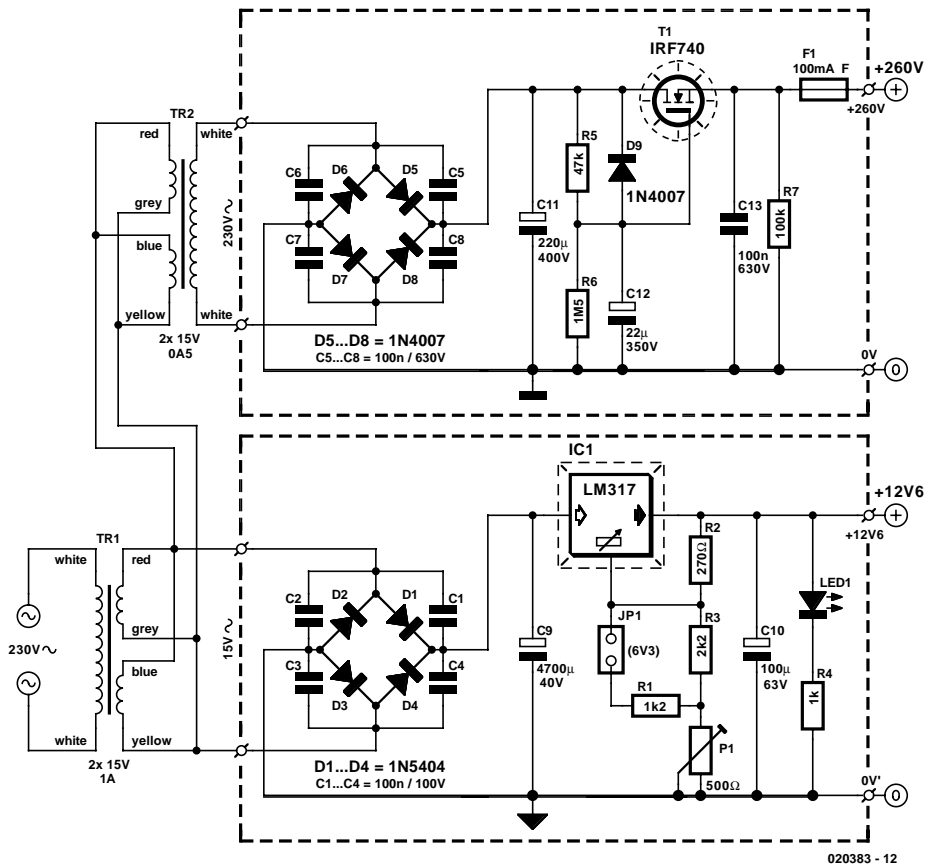 T1
IRF740
F1
100mA F
+260V
+260V
TR2
red
white
grey
blue
yellow
white
2x 15V
0A5
230V~
C6
D6
D5
C5
C7
D7
D8
C8
D5...D8 = 1N4007
C5...C8 = 100n / 630V
C11
220µ
400V
R5
47k
D9
1N4007
R6
1M5
C12
22µ
350V
C13
100n
630V
R7
100k
0V
0
IC1
LM317
+12V6
+12V6
TR1
white
red
grey
blue
white
yellow
230V~
2x 15V
1A
15V~
C2
D2
D1
C1
C3
D3
D4
C4
D1...D4 = 1N5404
C1...C4 = 100n / 100V
C9
4700µ
40V
JP1
(6V3)
R2
270Ω
R3
2k2
R1
1k2
P1
500Ω
C10
100µ
63V
LED1
R4
1k
0V'
0
020383 - 12